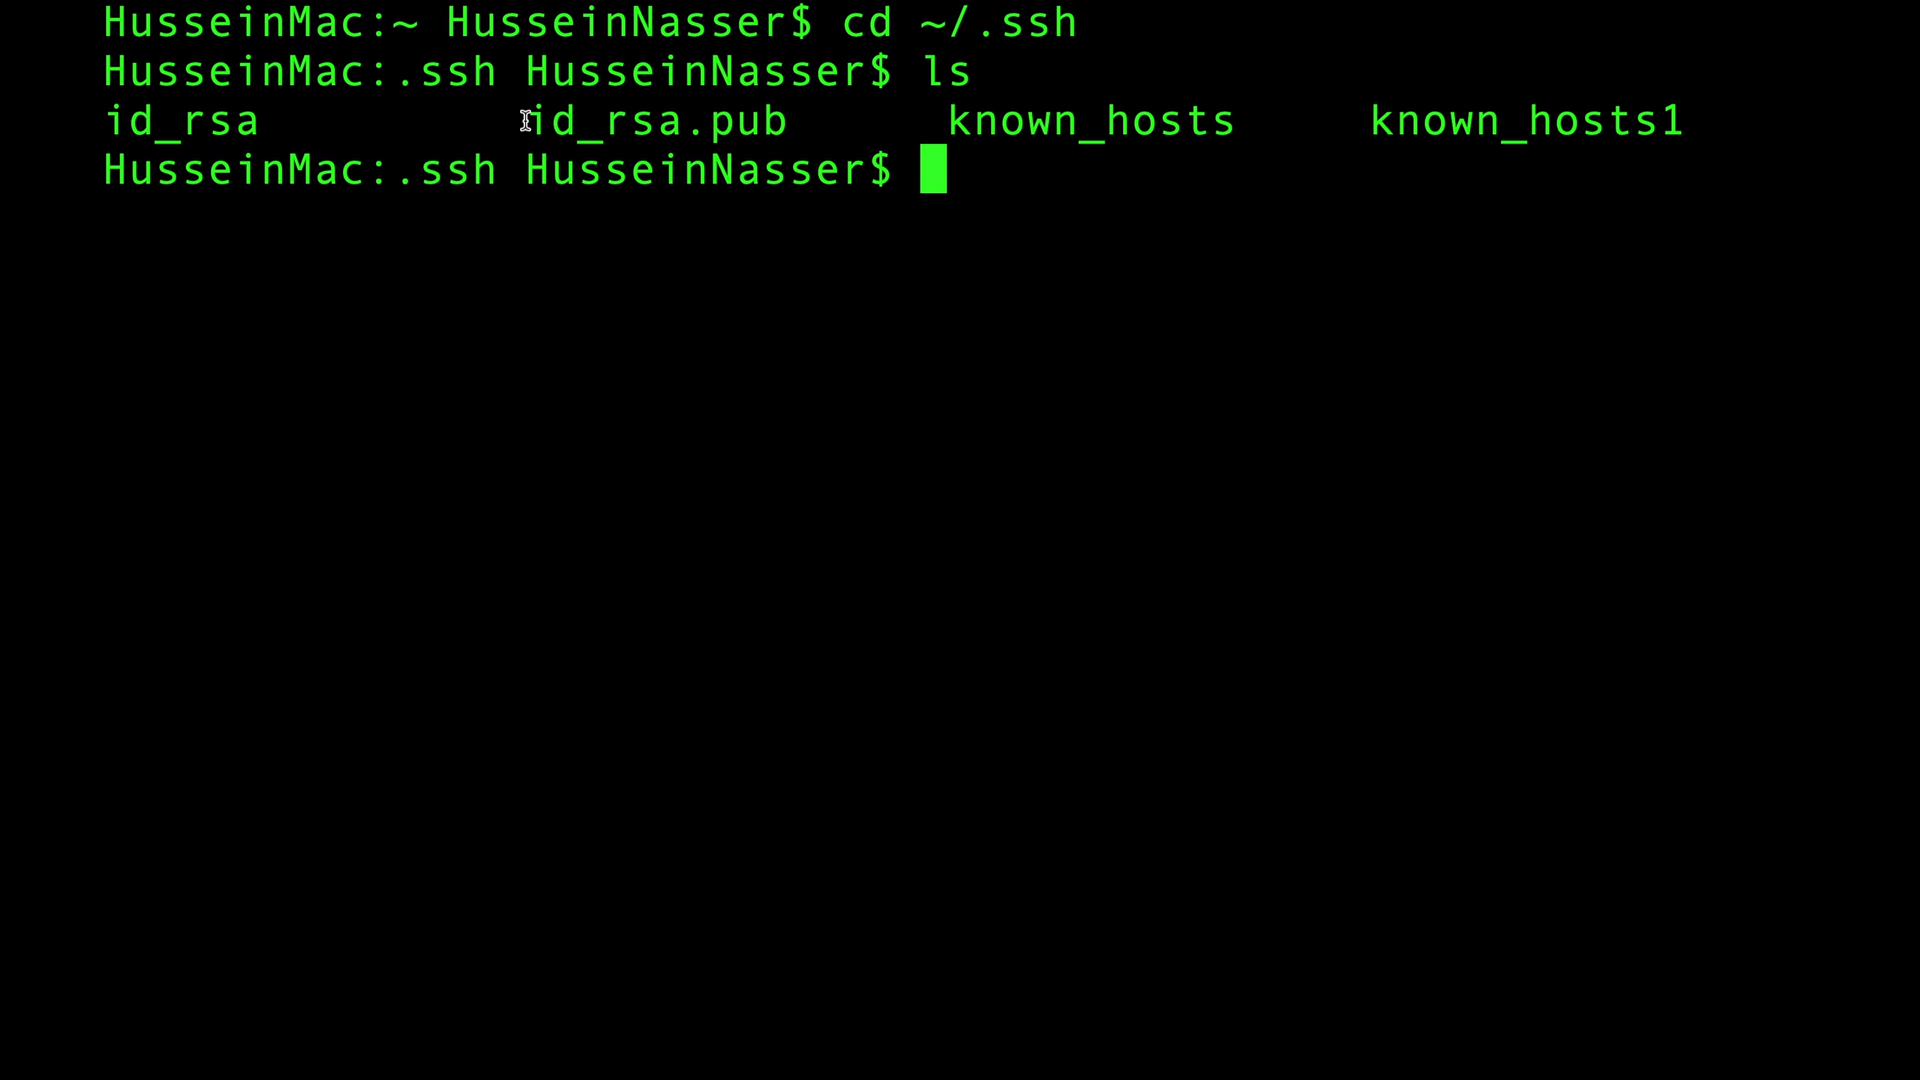 HusseinMac:~ HusseinNasser$ cd ~/.ssh
HusseinMac:.ssh HusseinNasser$ ls
id_rsa id_rsa.pub known_hosts known_hosts1
HusseinMac:.ssh HusseinNasser$